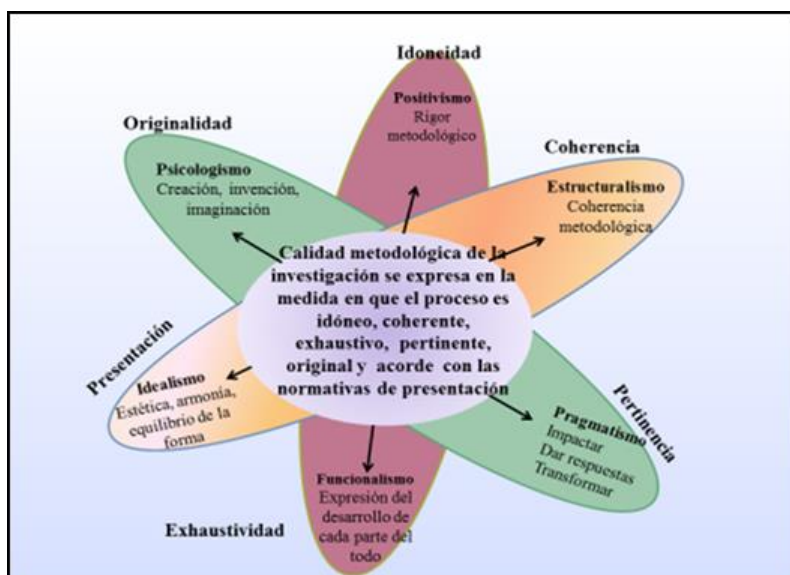 Idoneidad
Positivismo
Rigor
metodológico
Originalidad
Psicologismo
Creación, invención,
imaginación
Coherencia
Estructuralismo
Coherencia
metodológica
Calidad metodológica de la
investigación se expresa en la
medida en que el proceso es
idóneo, coherente,
exhaustivo, pertinente,
original y acorde con las
normativas de presentación
Presentación
Idealismo
Estética, armonía,
equilibrio de la
forma
Pertinencia
Pragmatismo
Impactar
Dar respuestas
Transformar
Exhaustividad
Funcionalismo
Expresión del
desarrollo de
cada parte del
todo